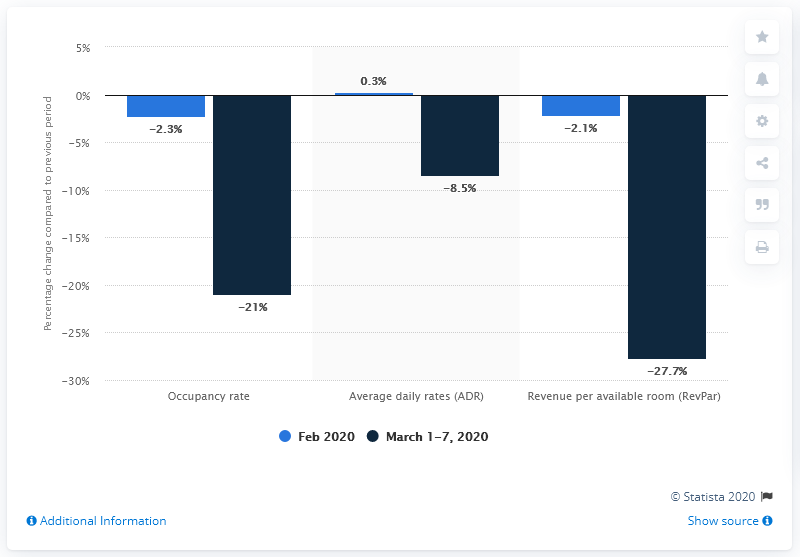 Percentage change compared to previous period
5%
0%
−5%
−10%
−15%
−20%
−25%
−30%
−2.3%
−21%
0.3%
−8.5%
−2.1%
−27.7%
Occupancy rate
Average daily rates (ADR)
Revenue per available room (RevPar)
Feb 2020
March 1–7, 2020
© Statista 2020
Additional Information
Show source